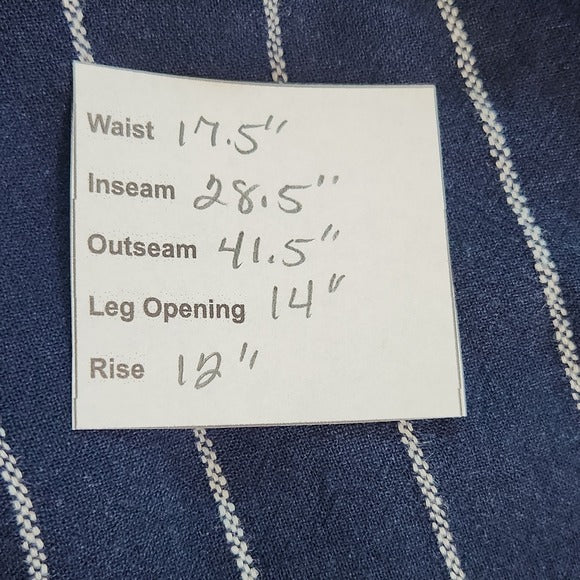 Waist 17.5"
Inseam 28.5"
Outseam 41.5"
Leg Opening 14"
Rise 12"